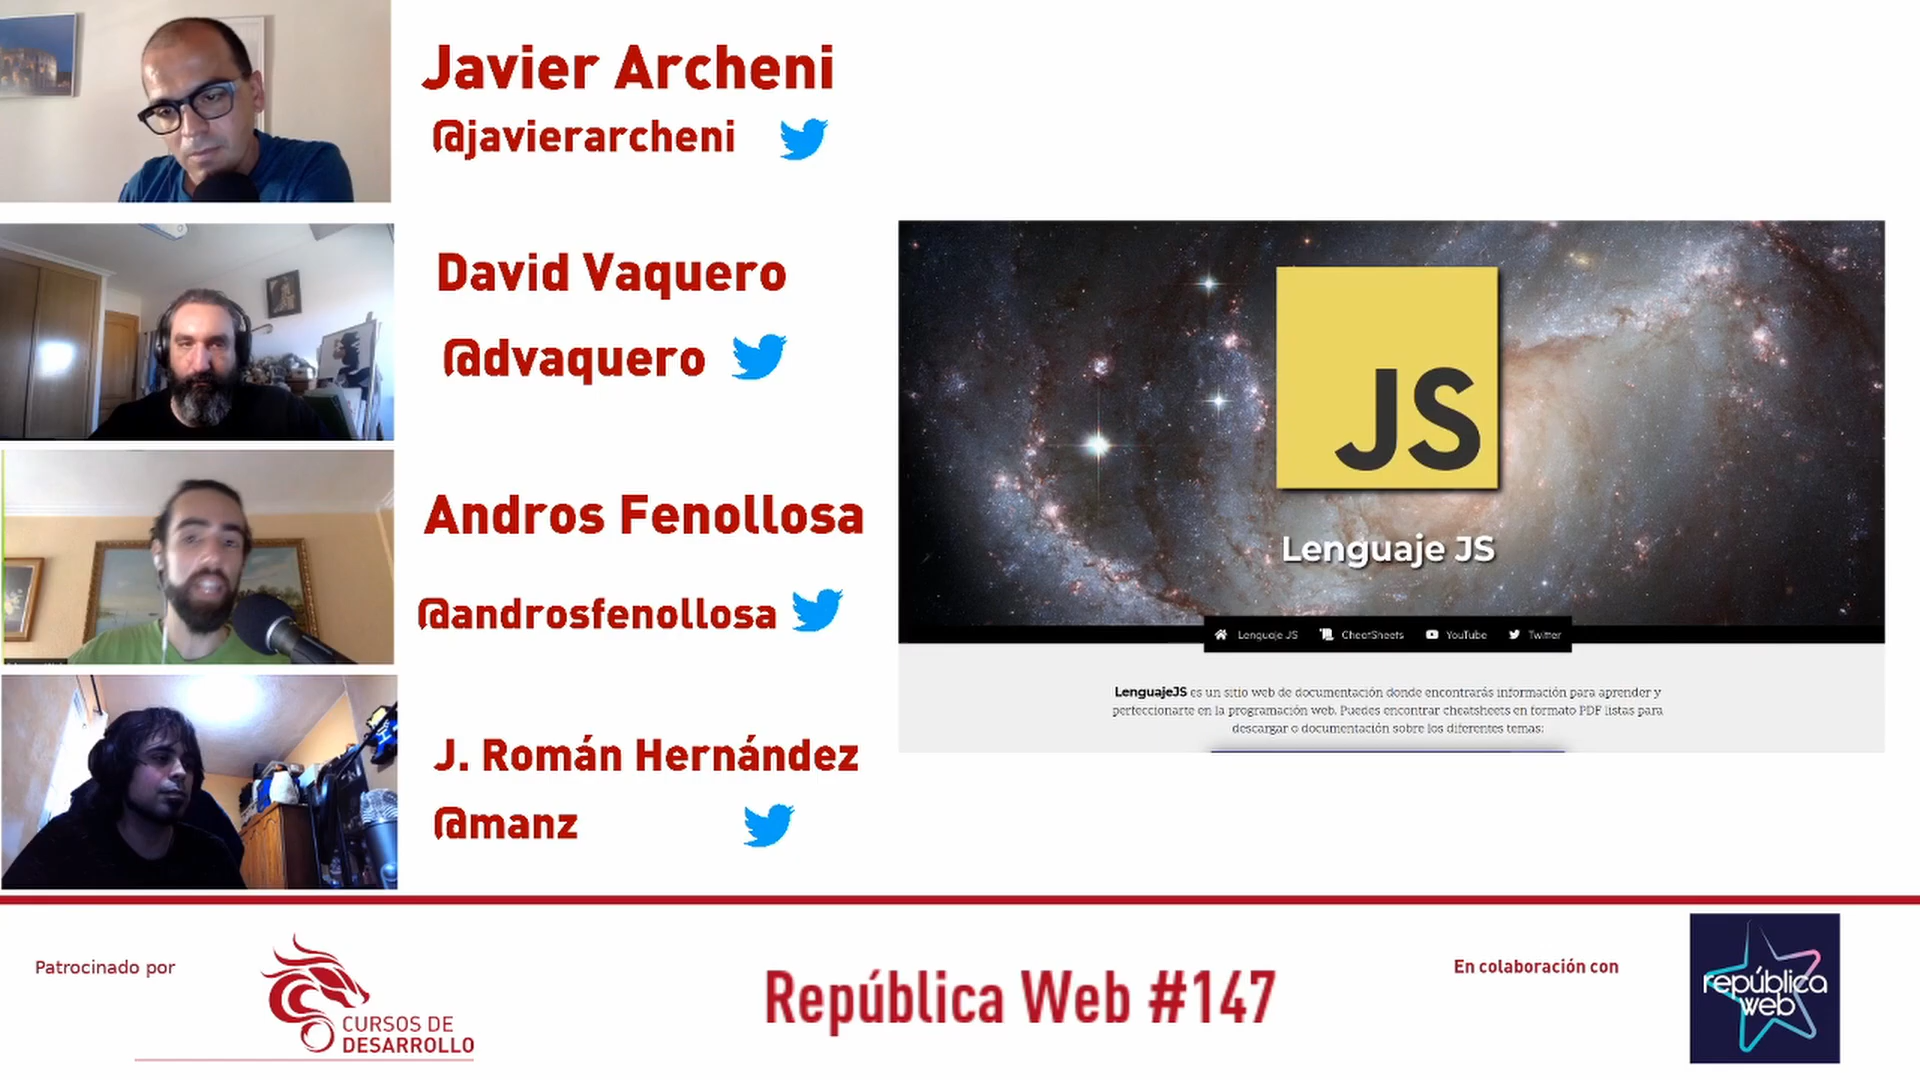 Javier Archeni
@javierarcheni
David Vaquero
@dvaquero
Andros Fenollosa
@androsfenollosa
J. Román Hernández
@manz
JS
Lenguaje JS
Lenguaje JS CheatSheets YouTube Twitter
LenguajeJS es un sitio web de documentación donde encontrarás información para aprender y
perfeccionarte en la programación web. Puedes encontrar cheatsheets en formato PDF listas para
descargar o documentación sobre los diferentes temas:
Patrocinado por
CURSOS DE
DESARROLLO
República Web #147
En colaboración con
república
web